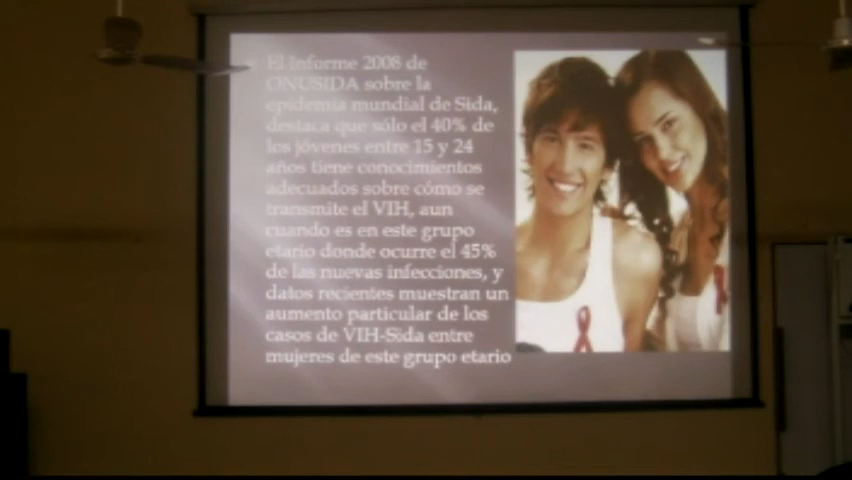 El Informe 2008 de
ONUSIDA sobre la
epidemia mundial de Sida,
destaca que sólo el 40% de
los jóvenes entre 15 y 24
años tiene conocimientos
adecuados sobre cómo se
transmite el VIH, aun
cuando es en este grupo
etario donde ocurre el 45%
de las nuevas infecciones, y
datos recientes muestran un
aumento particular de los
casos de VIH-Sida entre
mujeres de este grupo etario